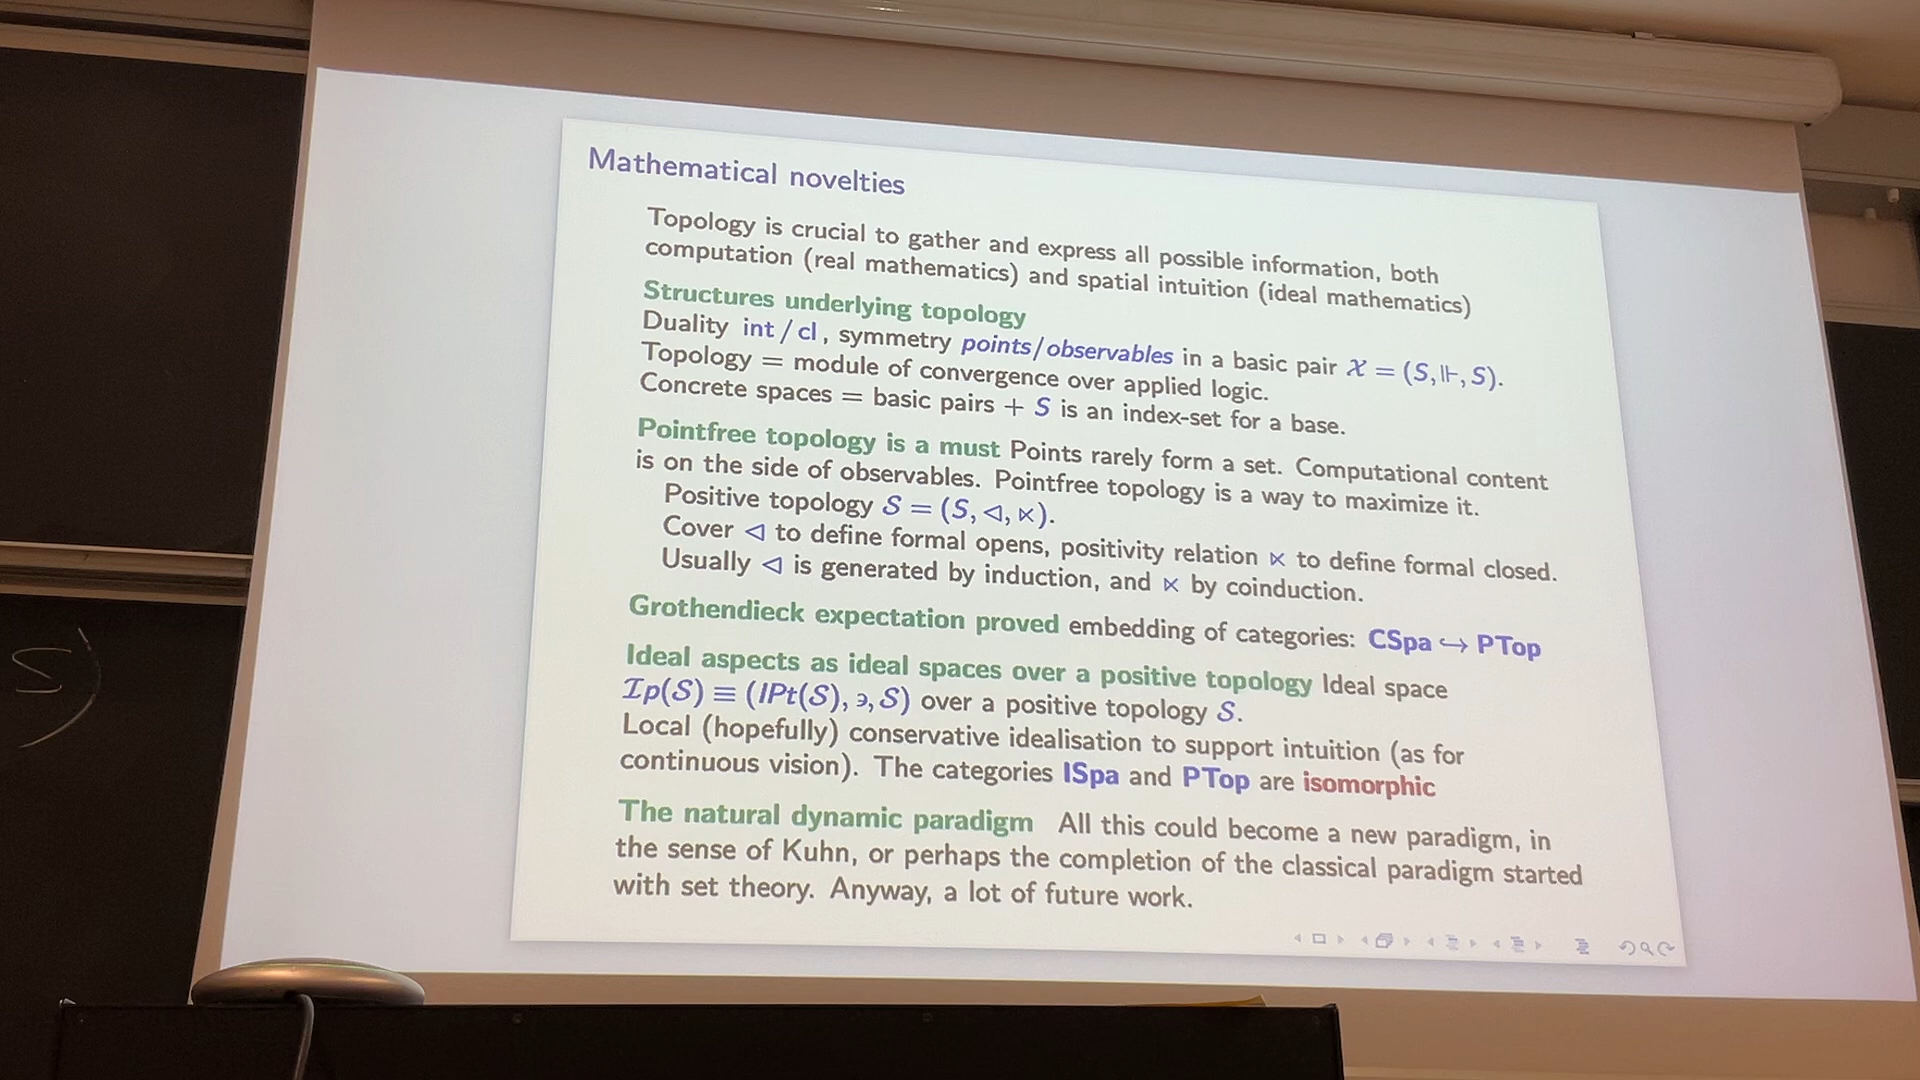 Mathematical novelties
Topology is crucial to gather and express all possible information, both
computation (real mathematics) and spatial intuition (ideal mathematics)
Structures underlying topology
Duality int / cl, symmetry points/observables in a basic pair 𝒳 = (S, ⊩, S).
Topology = module of convergence over applied logic.
Concrete spaces = basic pairs + S is an index-set for a base.
Pointfree topology is a must Points rarely form a set. Computational content
is on the side of observables. Pointfree topology is a way to maximize it.
Positive topology 𝒮 = (S, ⊲, ⋉).
Cover ⊲ to define formal opens, positivity relation ⋉ to define formal closed.
Usually ⊲ is generated by induction, and ⋉ by coinduction.
Grothendieck expectation proved embedding of categories: CSpa ↪ PTop
Ideal aspects as ideal spaces over a positive topology Ideal space
ℐp(𝒮) ≡ (IPt(𝒮), ∍, 𝒮) over a positive topology 𝒮.
Local (hopefully) conservative idealisation to support intuition (as for
continuous vision). The categories ISpa and PTop are isomorphic
The natural dynamic paradigm All this could become a new paradigm, in
the sense of Kuhn, or perhaps the completion of the classical paradigm started
with set theory. Anyway, a lot of future work.
S)